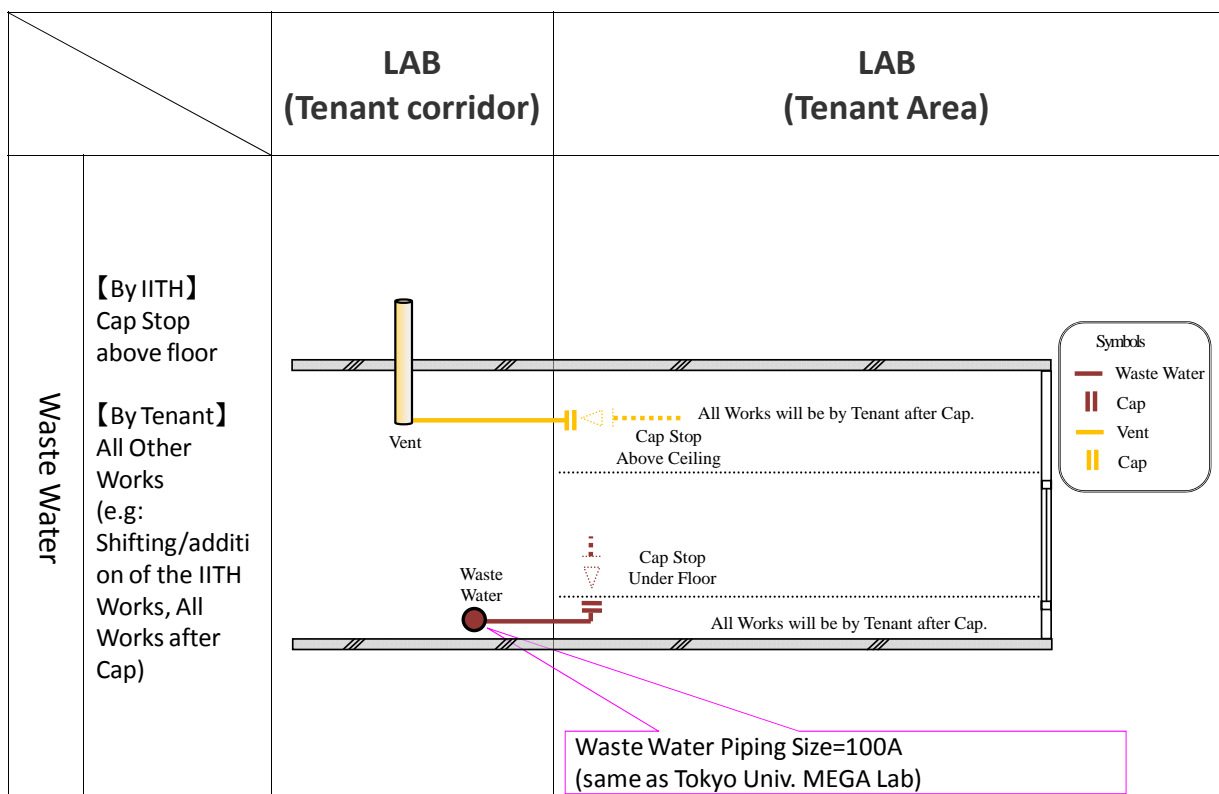 LAB
(Tenant corridor)
LAB
(Tenant Area)
Waste Water
【By IITH】
Cap Stop
above floor
【By Tenant】
All Other
Works
(e.g:
Shifting/additi
on of the IITH
Works, All
Works after
Cap)
Vent
All Works will be by Tenant after Cap.
Cap Stop
Above Ceiling
Cap Stop
Under Floor
Waste
Water
All Works will be by Tenant after Cap.
Symbols
Waste Water
Cap
Vent
Cap
Waste Water Piping Size=100A
(same as Tokyo Univ. MEGA Lab)